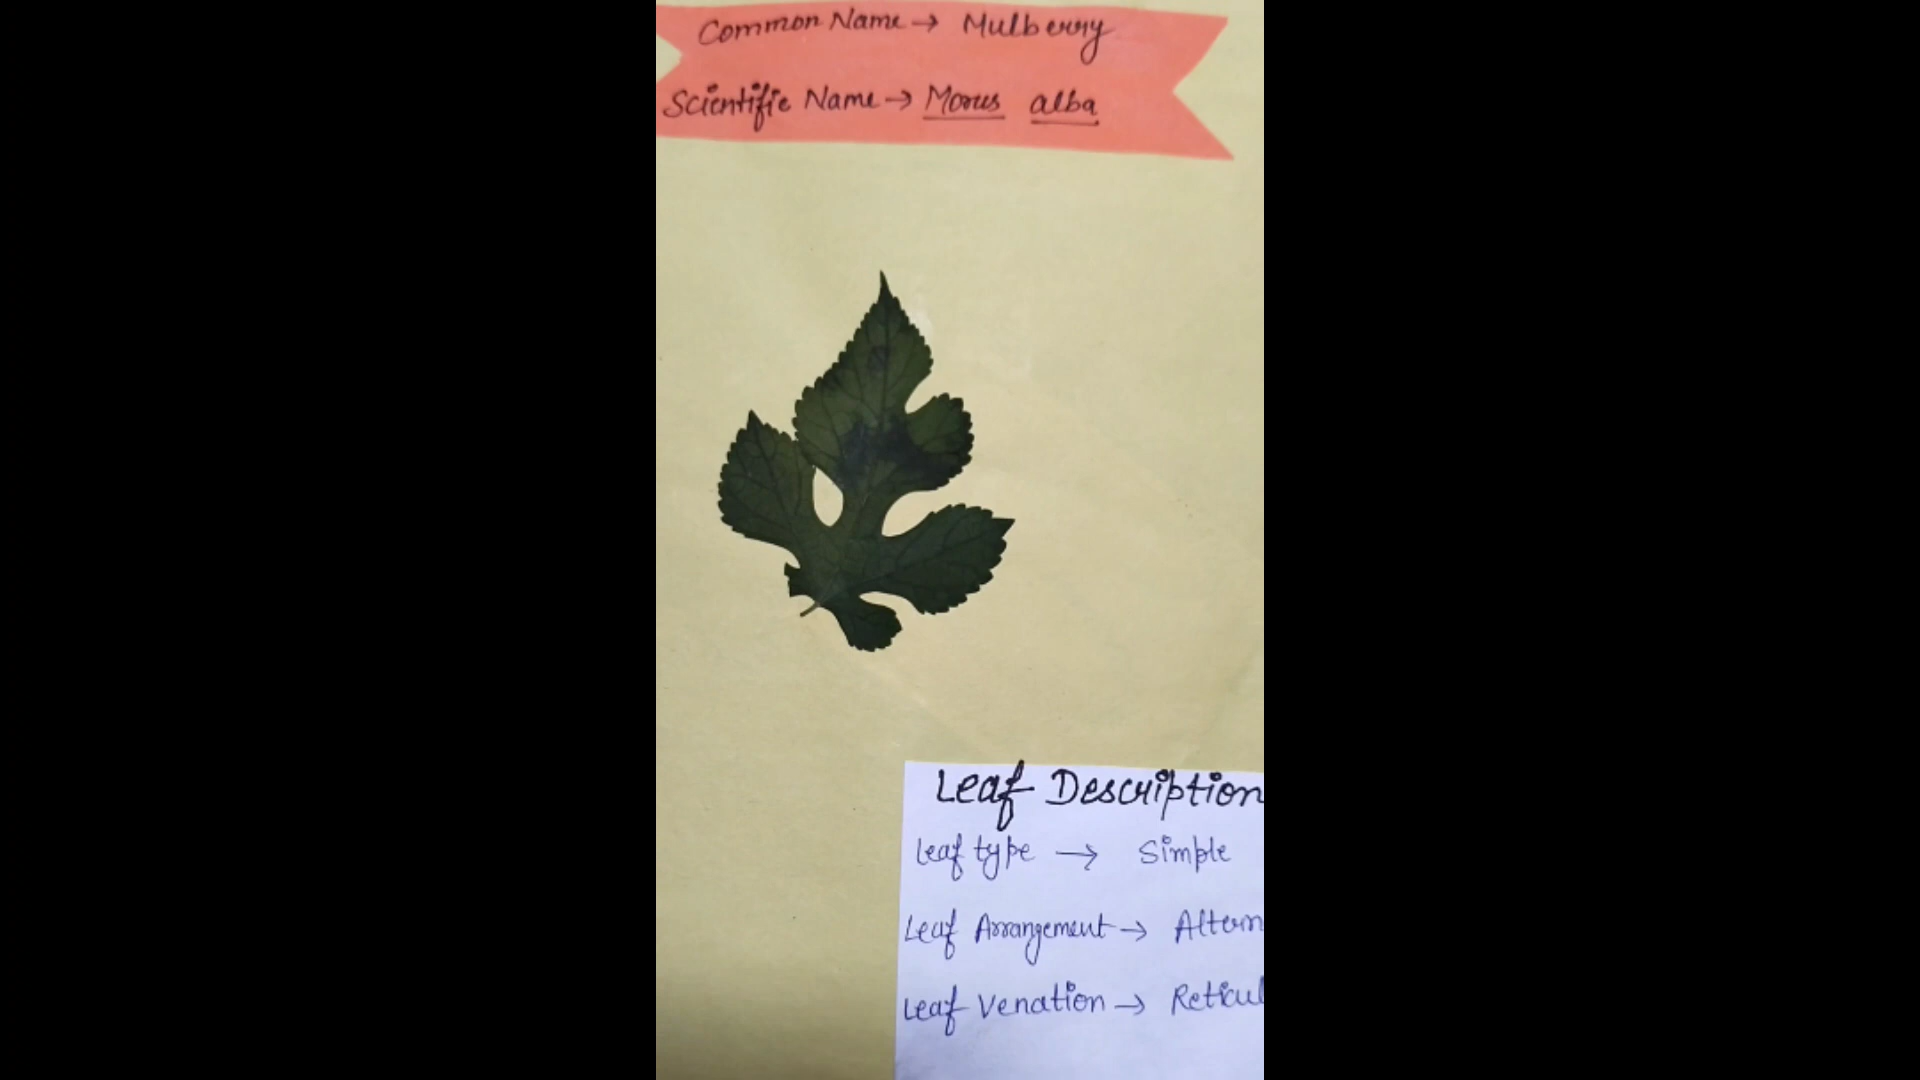 Common Name → Mulberry
Scientific Name → Morus alba
Leaf Description
Leaf type → Simple
Leaf Arrangement → Altern
Leaf Venation → Reticul